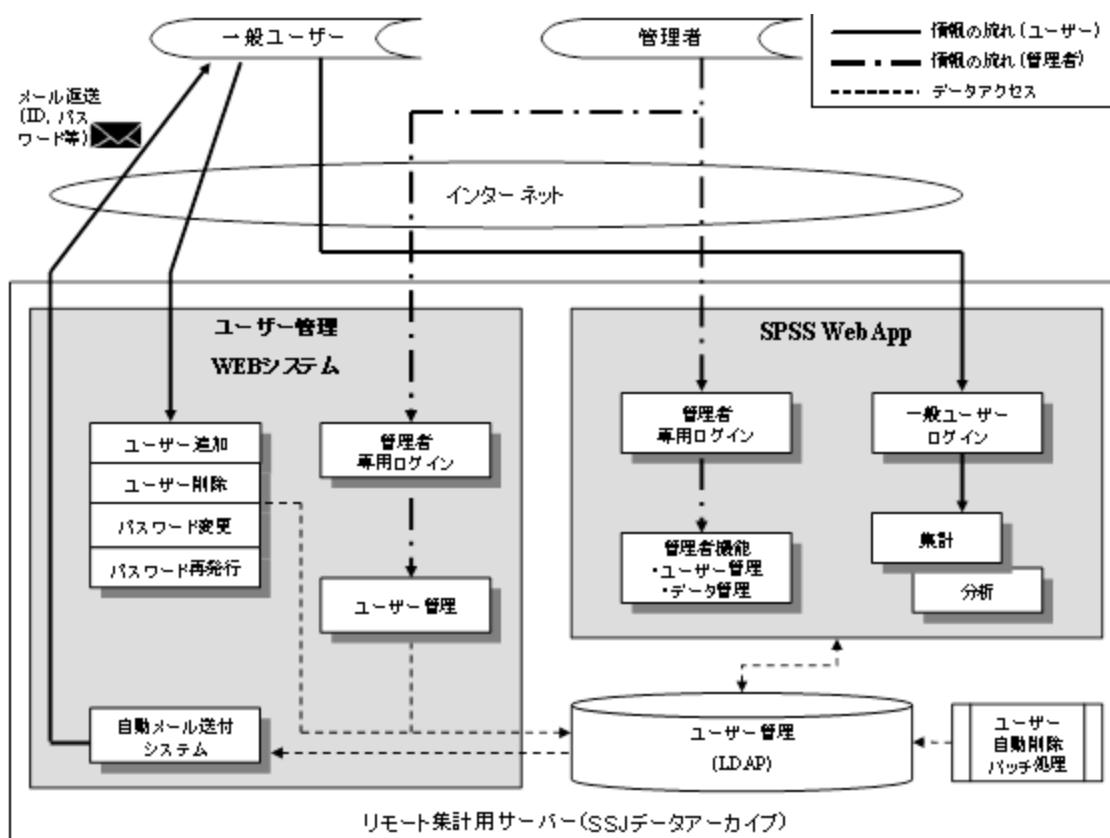 一般ユーザー
管理者
情報の流れ(ユーザー)
情報の流れ(管理者)
データアクセス
メール返送
(ID、パス
ワード等)
インターネット
ユーザー管理
WEBシステム
SPSS Web App
ユーザー追加
ユーザー削除
パスワード変更
パスワード再発行
管理者
専用ログイン
ユーザー管理
管理者
専用ログイン
一般ユーザー
ログイン
管理者機能
・ユーザー管理
・データ管理
集計
分析
自動メール送付
システム
ユーザー管理
(LDAP)
ユーザー
自動削除
バッチ処理
リモート集計用サーバー(SSJデータアーカイブ)